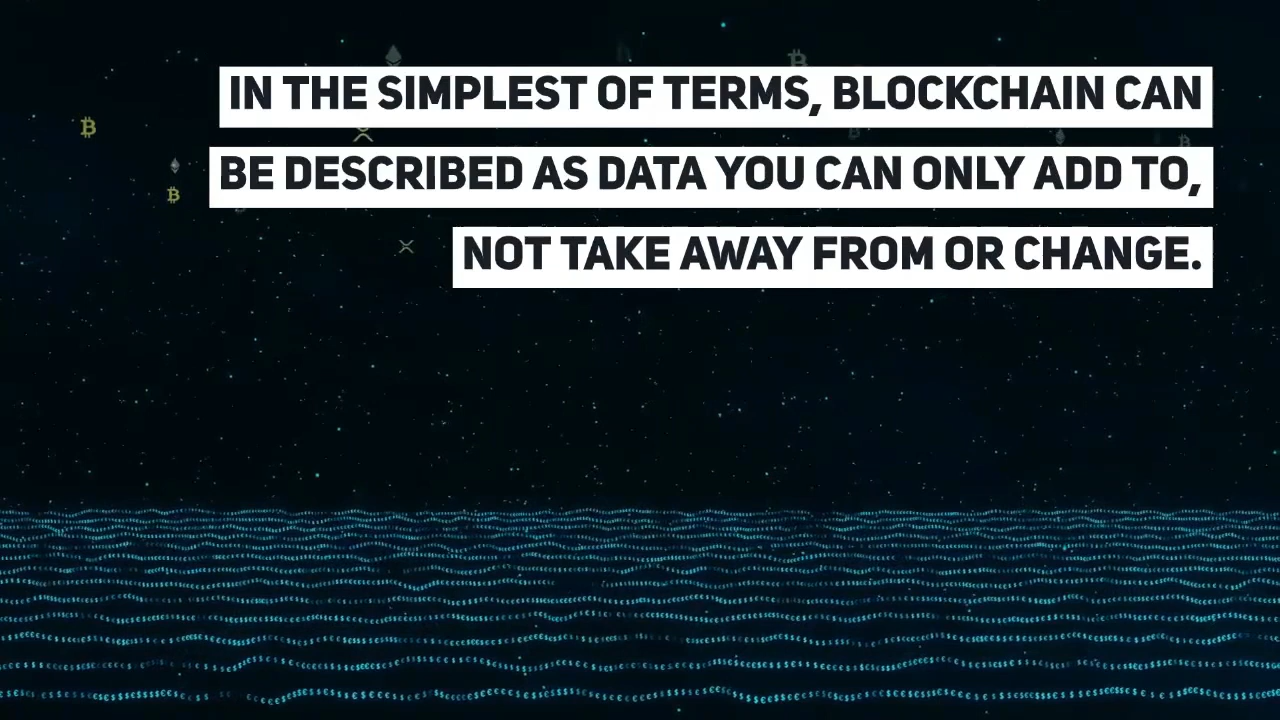 IN THE SIMPLEST OF TERMS, BLOCKCHAIN CAN
BE DESCRIBED AS DATA YOU CAN ONLY ADD TO,
NOT TAKE AWAY FROM OR CHANGE.